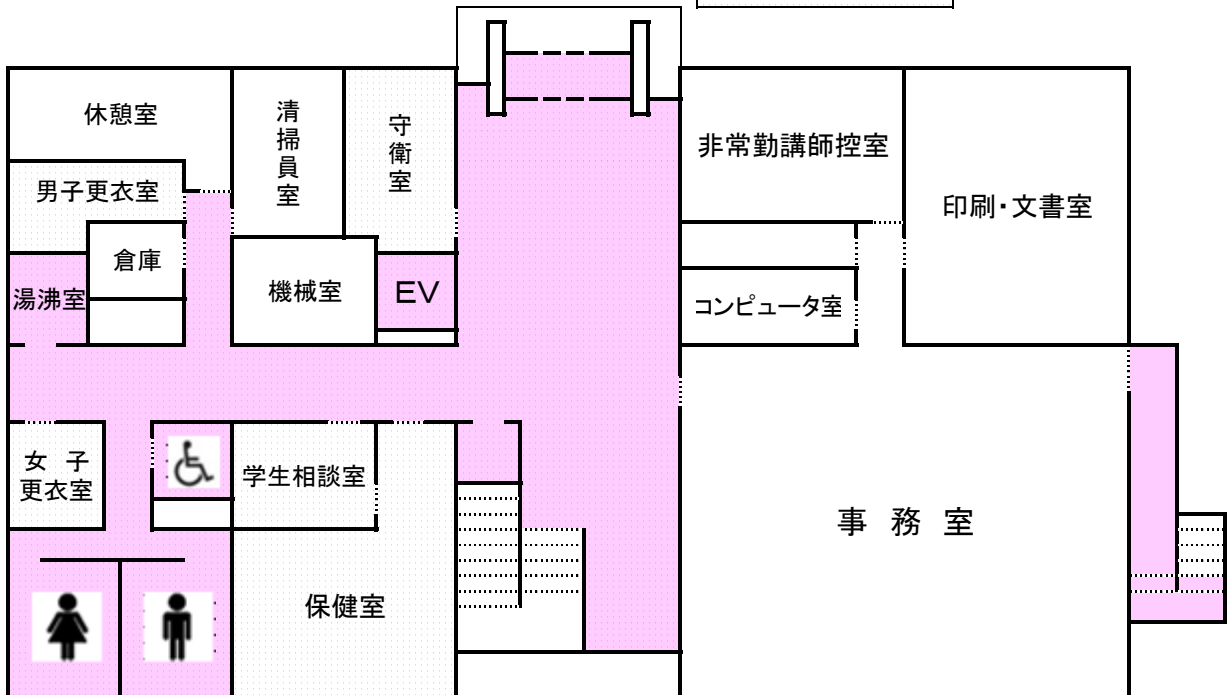 休憩室
清掃員室
守衛室
非常勤講師控室
印刷・文書室
男子更衣室
倉庫
湯沸室
機械室
EV
コンピュータ室
女 子
更衣室
学生相談室
事 務 室
保健室